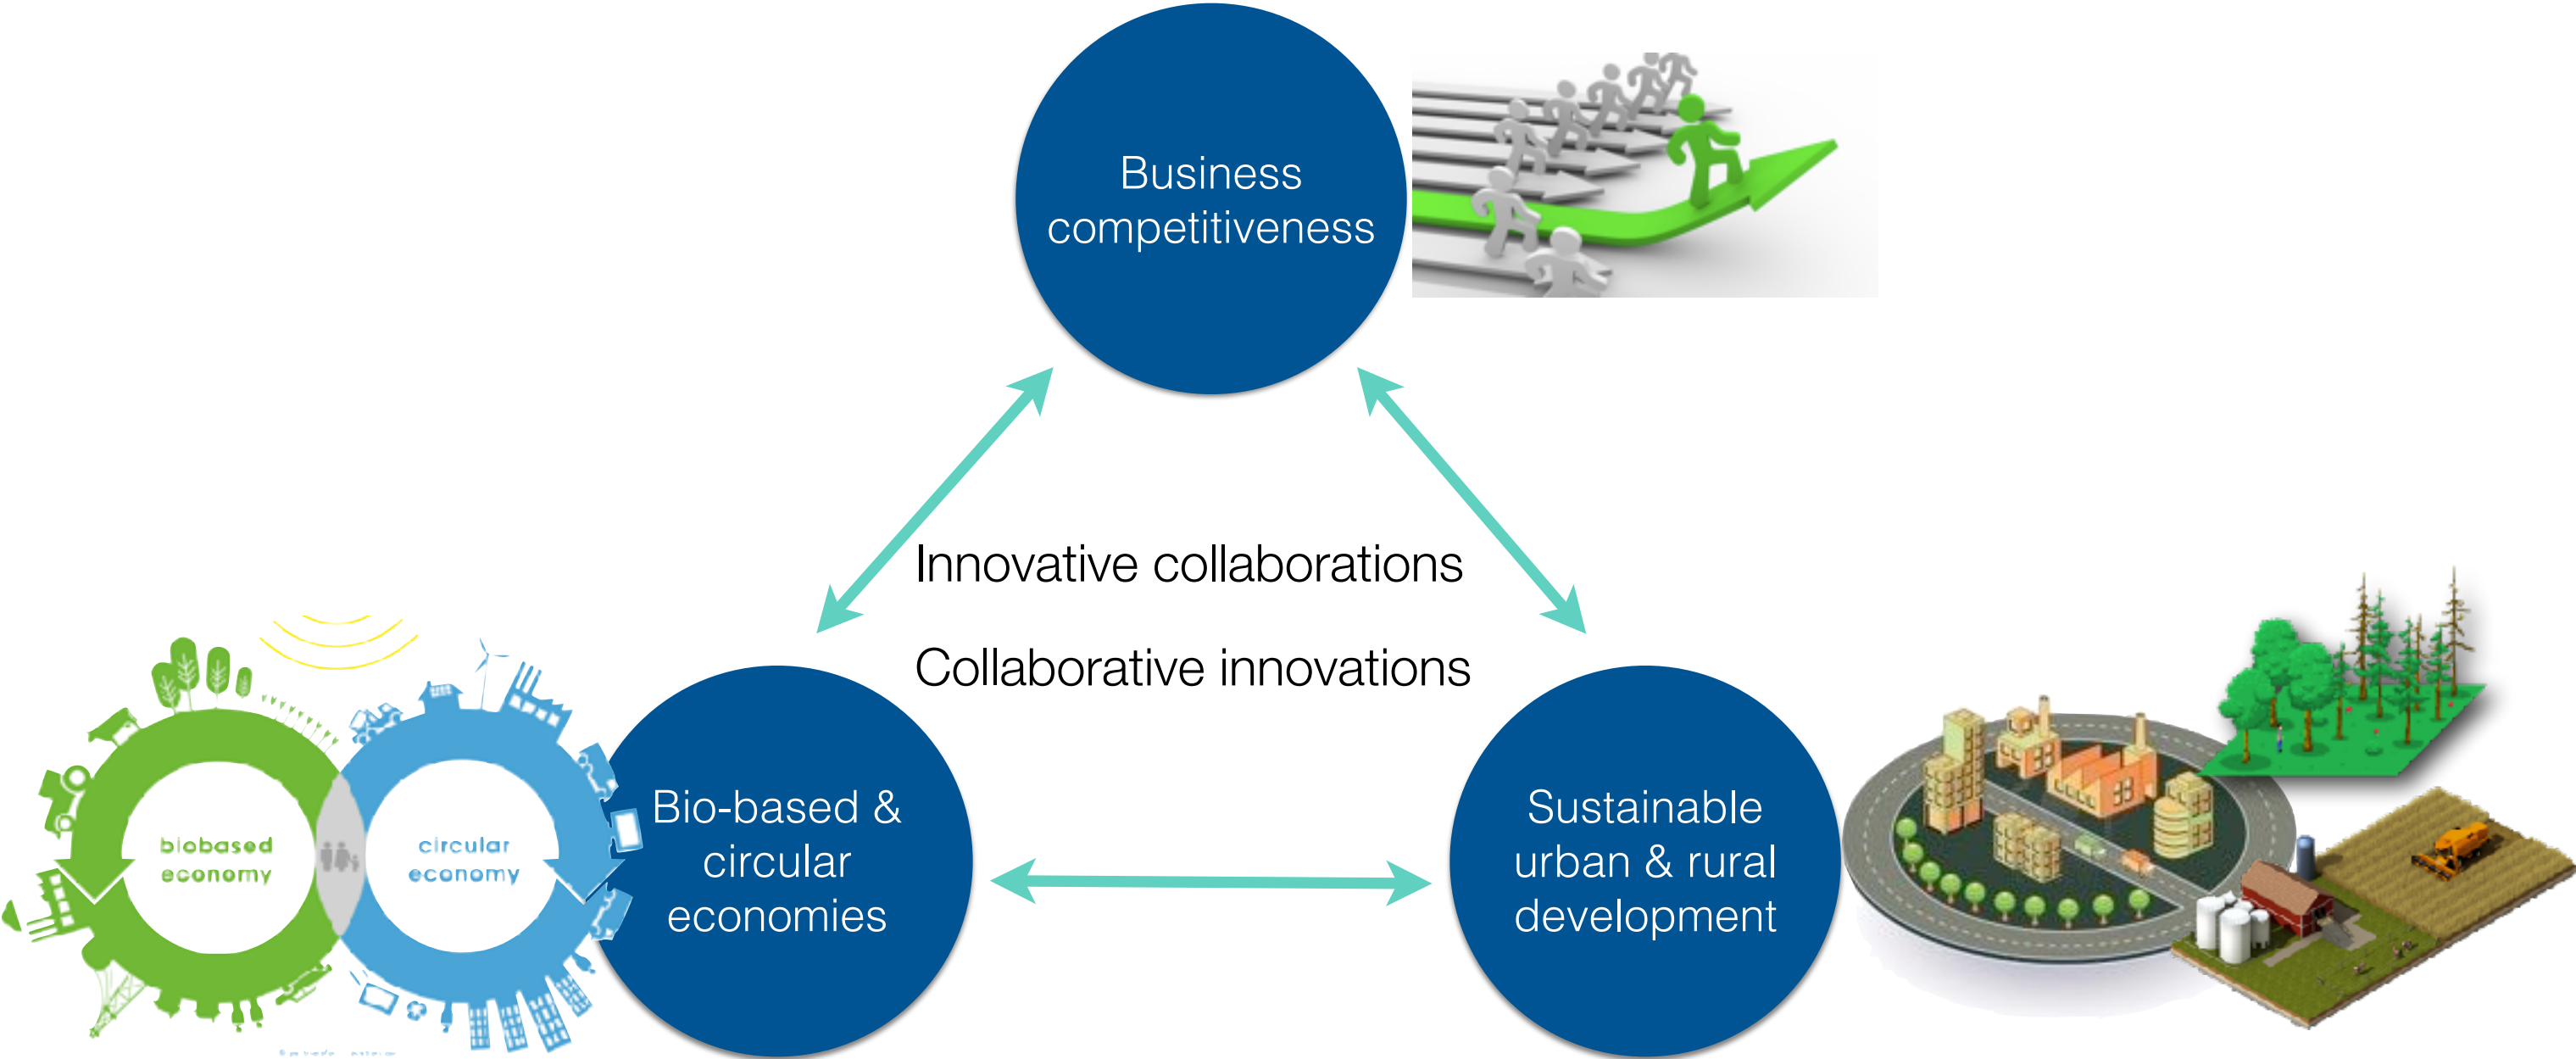 Business
competitiveness
Innovative collaborations
Collaborative innovations
biobased
economy
circular
economy
Bio-based &
circular
economies
Sustainable
urban & rural
development